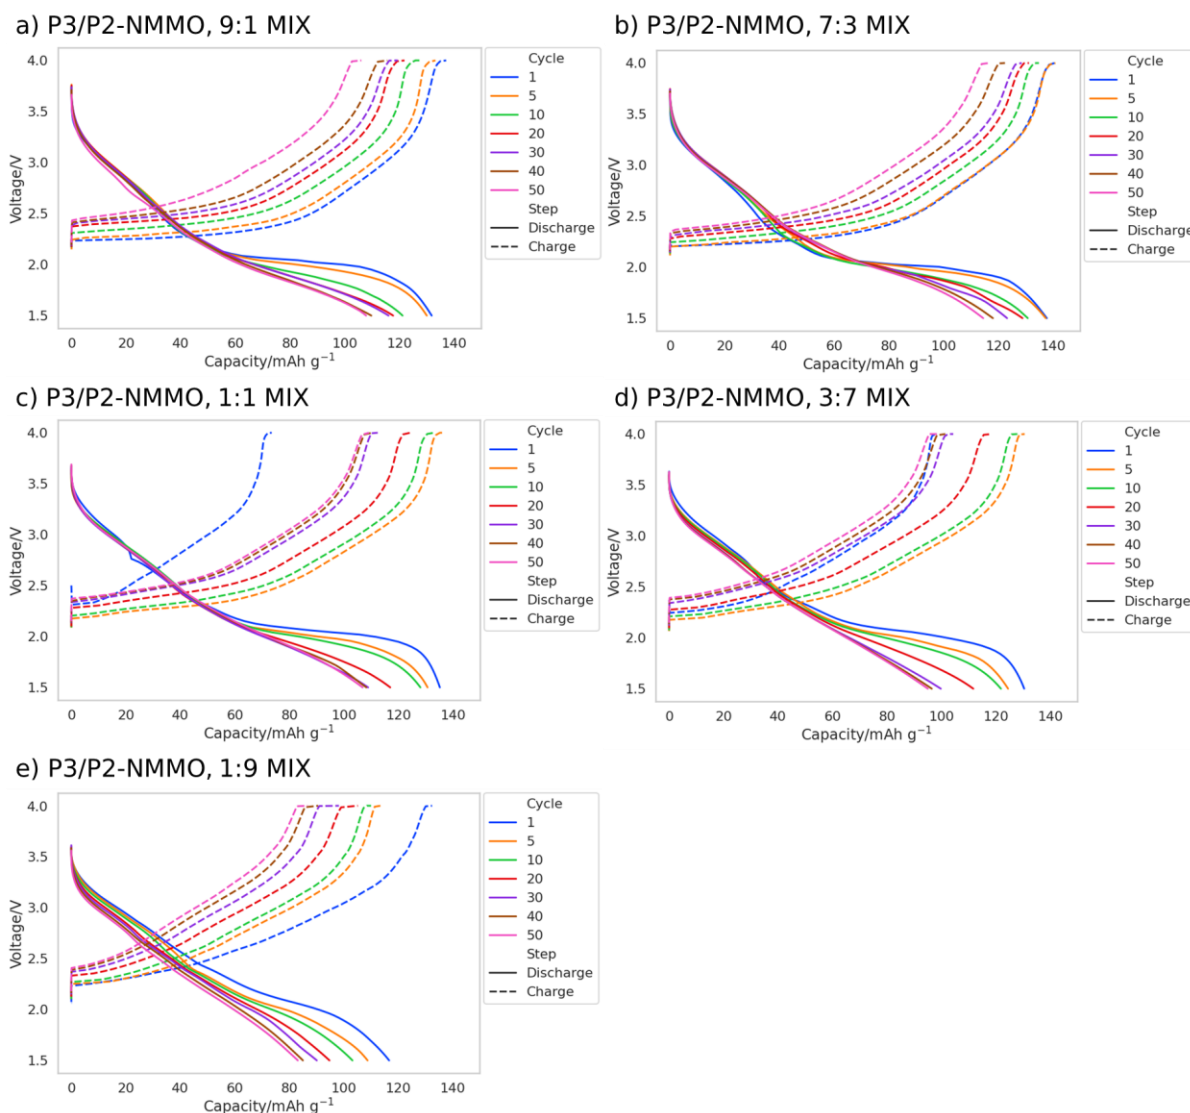 a) P3/P2-NMMO, 9:1 MIX
4.0
3.5
3.0
2.5
2.0
1.5
Voltage/V
0 20 40 60 80 100 120 140
Capacity/mAh g⁻¹
Cycle
1
5
10
20
30
40
50
Step
Discharge
Charge
b) P3/P2-NMMO, 7:3 MIX
4.0
3.5
3.0
2.5
2.0
1.5
Voltage/V
0 20 40 60 80 100 120 140
Capacity/mAh g⁻¹
Cycle
1
5
10
20
30
40
50
Step
Discharge
Charge
c) P3/P2-NMMO, 1:1 MIX
4.0
3.5
3.0
2.5
2.0
1.5
Voltage/V
0 20 40 60 80 100 120 140
Capacity/mAh g⁻¹
Cycle
1
5
10
20
30
40
50
Step
Discharge
Charge
d) P3/P2-NMMO, 3:7 MIX
4.0
3.5
3.0
2.5
2.0
1.5
Voltage/V
0 20 40 60 80 100 120 140
Capacity/mAh g⁻¹
Cycle
1
5
10
20
30
40
50
Step
Discharge
Charge
e) P3/P2-NMMO, 1:9 MIX
4.0
3.5
3.0
2.5
2.0
1.5
Voltage/V
0 20 40 60 80 100 120 140
Capacity/mAh g⁻¹
Cycle
1
5
10
20
30
40
50
Step
Discharge
Charge